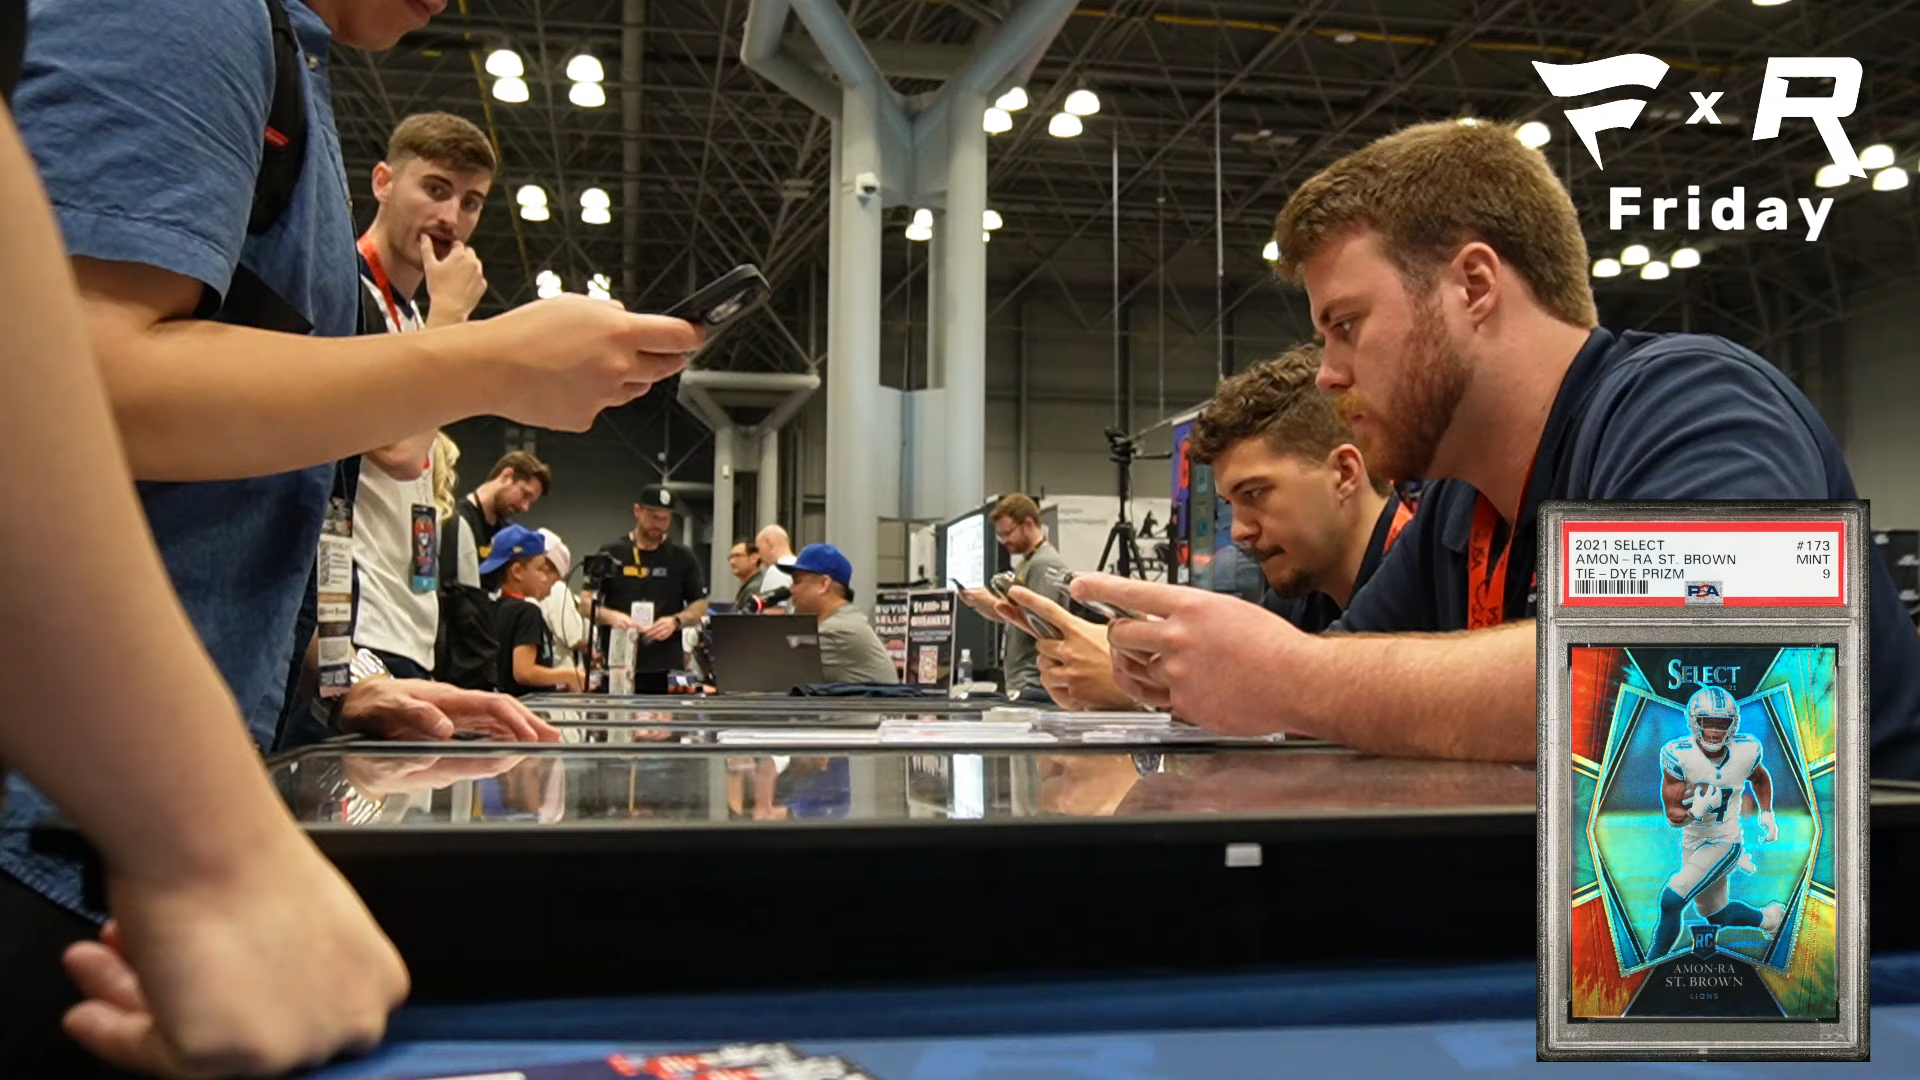 F x R
Friday
2021 SELECT #173
AMON-RA ST. BROWN MINT
TIE-DYE PRIZM 9
PSA
SELECT
2021
RC
AMON-RA
ST. BROWN
LIONS